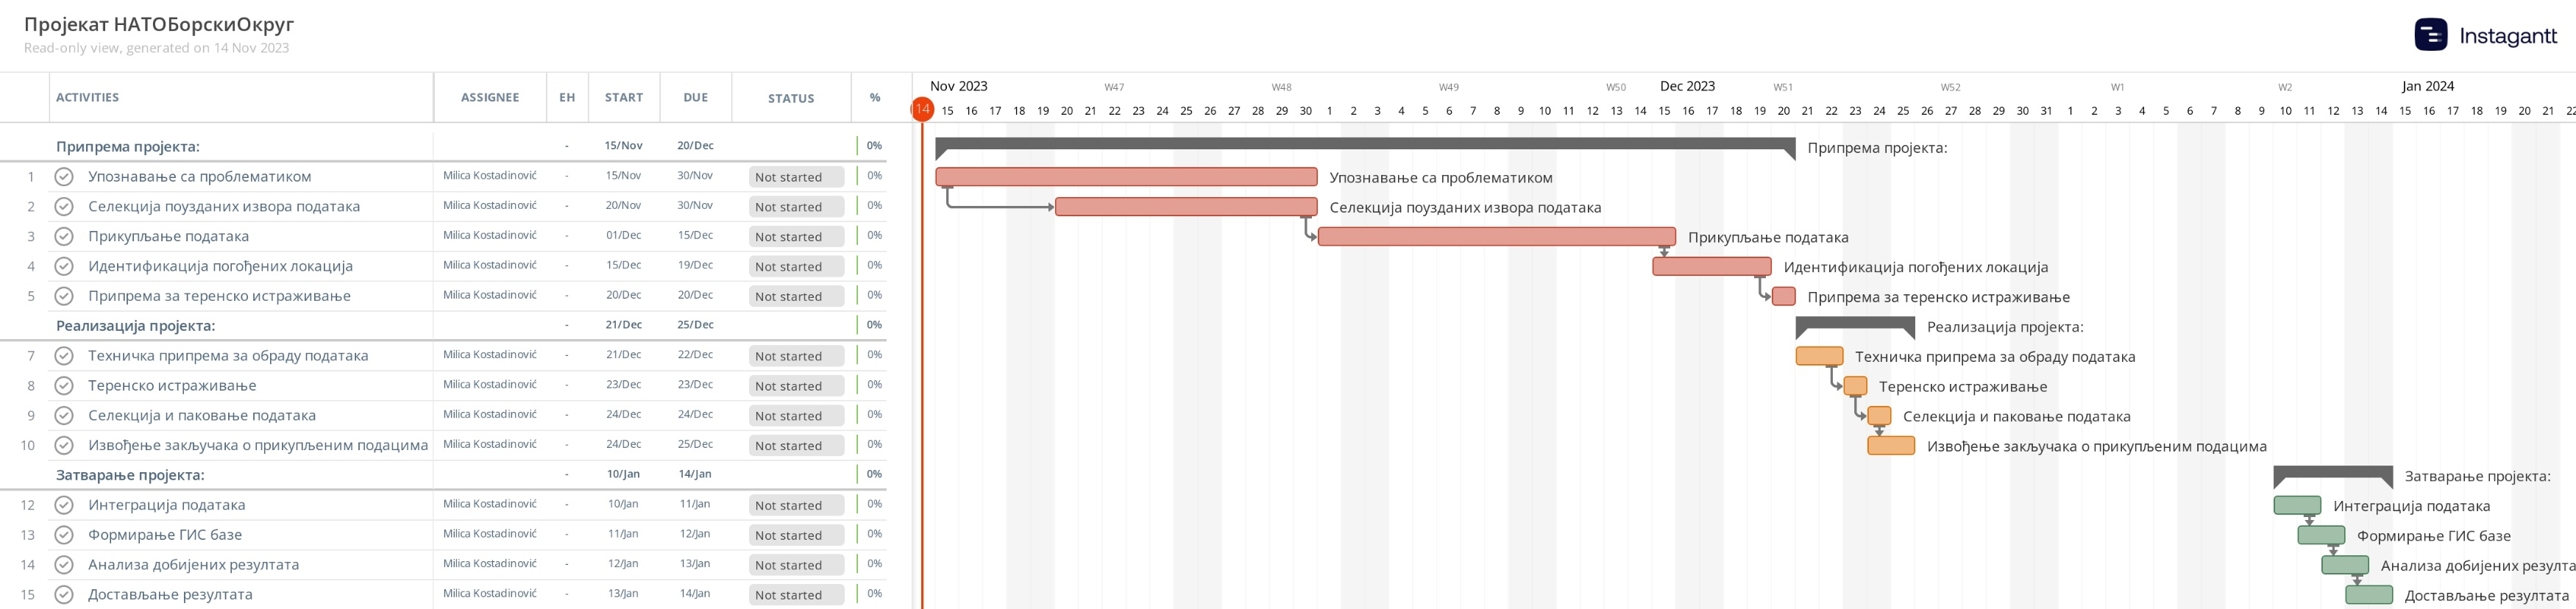 Пројекат НАТОБорскиОкруг
Read-only view, generated on 14 Nov 2023
Instagantt
ACTIVITIES ASSIGNEE EH START DUE STATUS %
Nov 2023 W47 W48 W49 W50 Dec 2023 W51 W52 W1 W2 Jan 2024
14 15 16 17 18 19 20 21 22 23 24 25 26 27 28 29 30 1 2 3 4 5 6 7 8 9 10 11 12 13 14 15 16 17 18 19 20 21 22 23 24 25 26 27 28 29 30 31 1 2 3 4 5 6 7 8 9 10 11 12 13 14 15 16 17 18 19 20 21 22
Припрема пројекта: - 15/Nov 20/Dec 0% Припрема пројекта:
1 Упознавање са проблематиком Milica Kostadinović - 15/Nov 30/Nov Not started 0% Упознавање са проблематиком
2 Селекција поузданих извора података Milica Kostadinović - 20/Nov 30/Nov Not started 0% Селекција поузданих извора података
3 Прикупљање података Milica Kostadinović - 01/Dec 15/Dec Not started 0% Прикупљање података
4 Идентификација погођених локација Milica Kostadinović - 15/Dec 19/Dec Not started 0% Идентификација погођених локација
5 Припрема за теренско истраживање Milica Kostadinović - 20/Dec 20/Dec Not started 0% Припрема за теренско истраживање
Реализација пројекта: - 21/Dec 25/Dec 0% Реализација пројекта:
7 Техничка припрема за обраду података Milica Kostadinović - 21/Dec 22/Dec Not started 0% Техничка припрема за обраду података
8 Теренско истраживање Milica Kostadinović - 23/Dec 23/Dec Not started 0% Теренско истраживање
9 Селекција и паковање података Milica Kostadinović - 24/Dec 24/Dec Not started 0% Селекција и паковање података
10 Извођење закључака о прикупљеним подацима Milica Kostadinović - 24/Dec 25/Dec Not started 0% Извођење закључака о прикупљеним подацима
Затварање пројекта: - 10/Jan 14/Jan 0% Затварање пројекта:
12 Интеграција података Milica Kostadinović - 10/Jan 11/Jan Not started 0% Интеграција података
13 Формирање ГИС базе Milica Kostadinović - 11/Jan 12/Jan Not started 0% Формирање ГИС базе
14 Анализа добијених резултата Milica Kostadinović - 12/Jan 13/Jan Not started 0% Анализа добијених резулта
15 Достављање резултата Milica Kostadinović - 13/Jan 14/Jan Not started 0% Достављање резултата